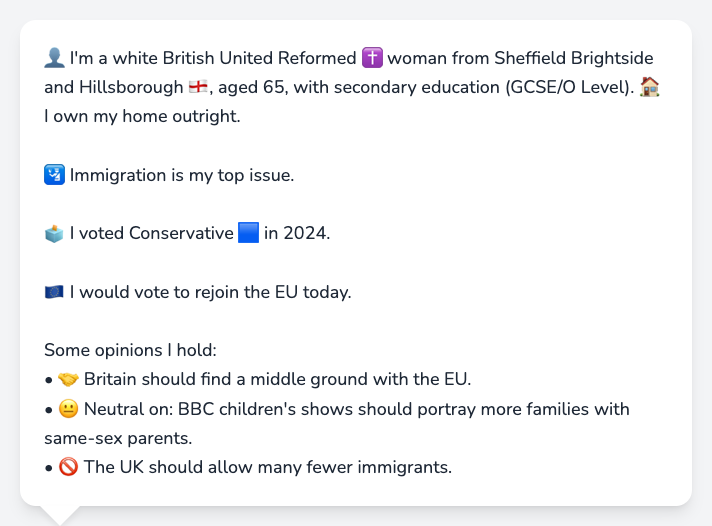 👤 I'm a white British United Reformed ✝️ woman from Sheffield Brightside
and Hillsborough 🏴󠁧󠁢󠁥󠁮󠁧󠁿, aged 65, with secondary education (GCSE/O Level). 🏠
I own my home outright.
🛂 Immigration is my top issue.
🗳️ I voted Conservative 🟦 in 2024.
🇪🇺 I would vote to rejoin the EU today.
Some opinions I hold:
• 🤝 Britain should find a middle ground with the EU.
• 😐 Neutral on: BBC children's shows should portray more families with
same-sex parents.
• 🚫 The UK should allow many fewer immigrants.